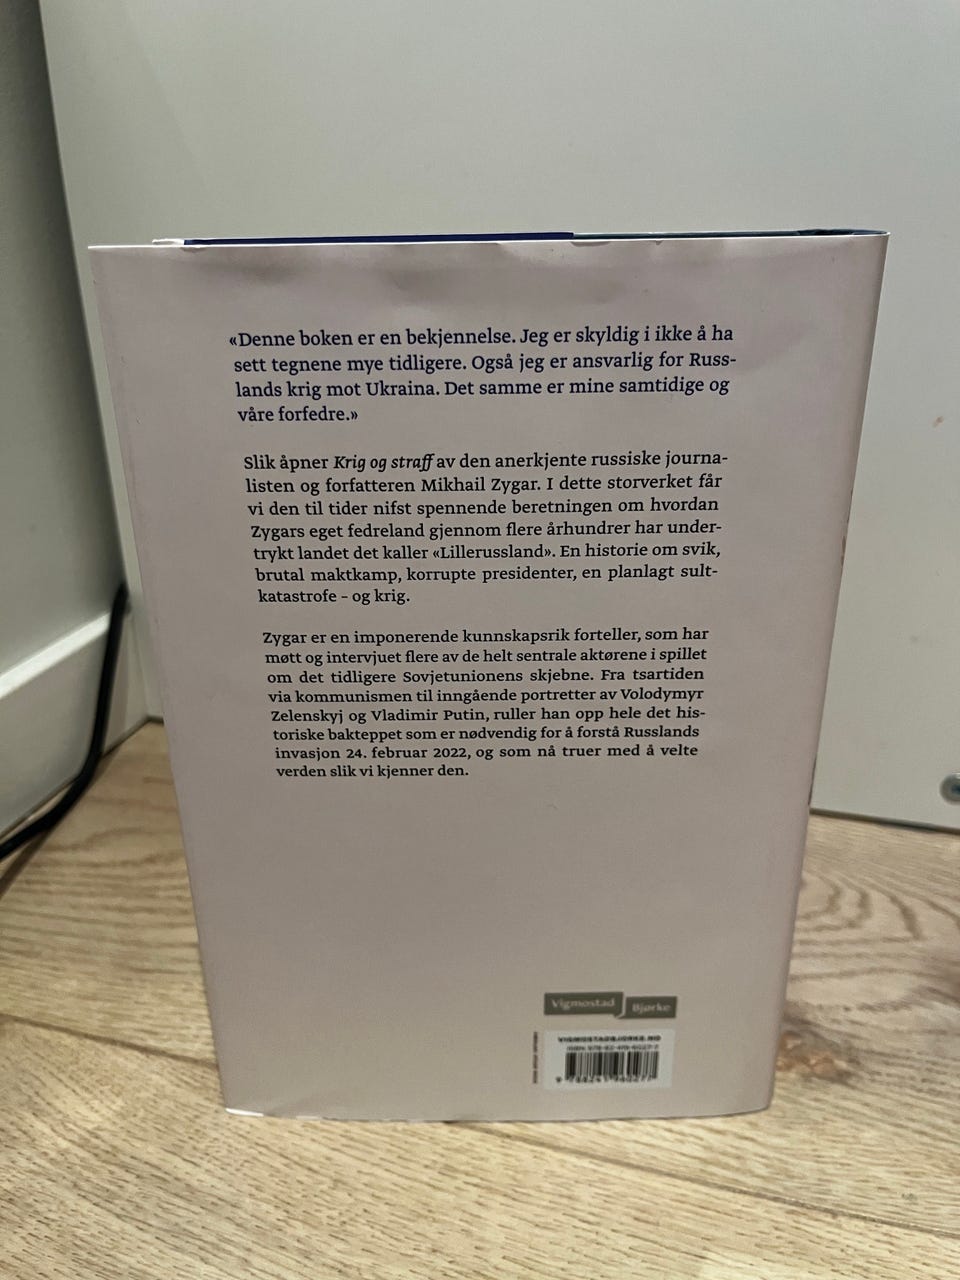 «Denne boken er en bekjennelse. Jeg er skyldig i ikke å ha
sett tegnene mye tidligere. Også jeg er ansvarlig for Russ-
lands krig mot Ukraina. Det samme er mine samtidige og
våre forfedre.»
Slik åpner Krig og straff av den anerkjente russiske journa-
listen og forfatteren Mikhail Zygar. I dette storverket får
vi den til tider nifst spennende beretningen om hvordan
Zygars eget fedreland gjennom flere århundrer har under-
trykt landet det kaller «Lillerussland». En historie om svik,
brutal maktkamp, korrupte presidenter, en planlagt sult-
katastrofe – og krig.
Zygar er en imponerende kunnskapsrik forteller, som har
møtt og intervjuet flere av de helt sentrale aktørene i spillet
om det tidligere Sovjetunionens skjebne. Fra tsartiden
via kommunismen til inngående portretter av Volodymyr
Zelenskyj og Vladimir Putin, ruller han opp hele det his-
toriske bakteppet som er nødvendig for å forstå Russlands
invasjon 24. februar 2022, og som nå truer med å velte
verden slik vi kjenner den.
Vigmostad Bjørke
VIGMOSTADBJORKE.NO